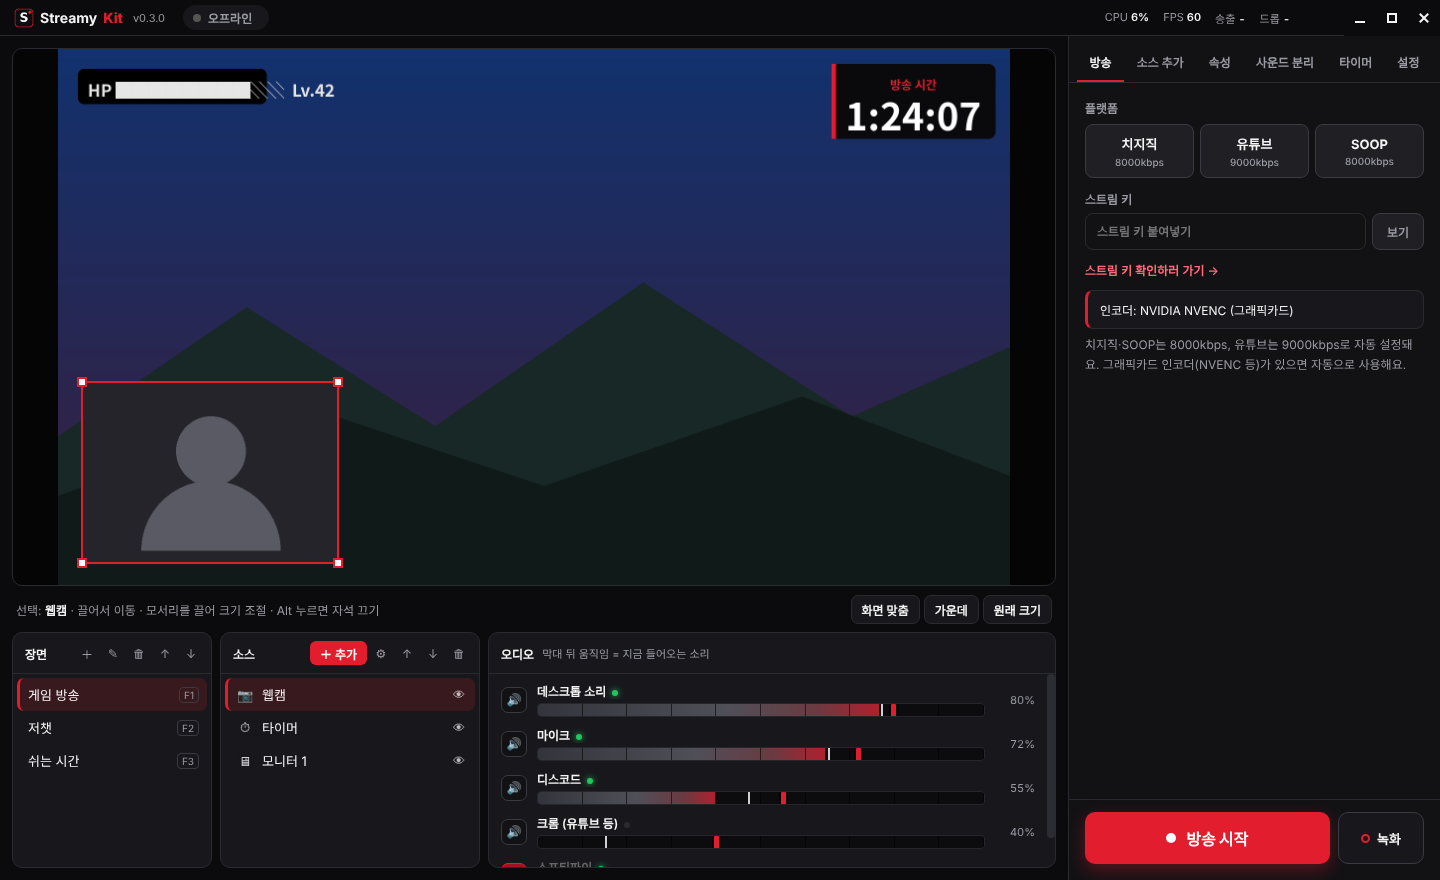 S Streamy Kit v0.3.0 오프라인
CPU 6% FPS 60 송출 - 드롭 -
HP Lv.42
방송 시간
1:24:07
선택: 웹캠 · 끌어서 이동 · 모서리를 끌어 크기 조절 · Alt 누르면 자석 끄기
화면 맞춤 가운데 원래 크기
장면
게임 방송 F1
저챗 F2
쉬는 시간 F3
소스 + 추가
웹캠
타이머
모니터 1
오디오 막대 뒤 움직임 = 지금 들어오는 소리
데스크톱 소리 80%
마이크 72%
디스코드 55%
크롬 (유튜브 등) 40%
방송 소스 추가 속성 사운드 분리 타이머 설정
플랫폼
치지직 유튜브 SOOP
8000kbps 9000kbps 8000kbps
스트림 키
스트림 키 붙여넣기 보기
스트림 키 확인하러 가기 →
인코더: NVIDIA NVENC (그래픽카드)
치지직·SOOP는 8000kbps, 유튜브는 9000kbps로 자동 설정돼
요. 그래픽카드 인코더(NVENC 등)가 있으면 자동으로 사용해요.
방송 시작 녹화